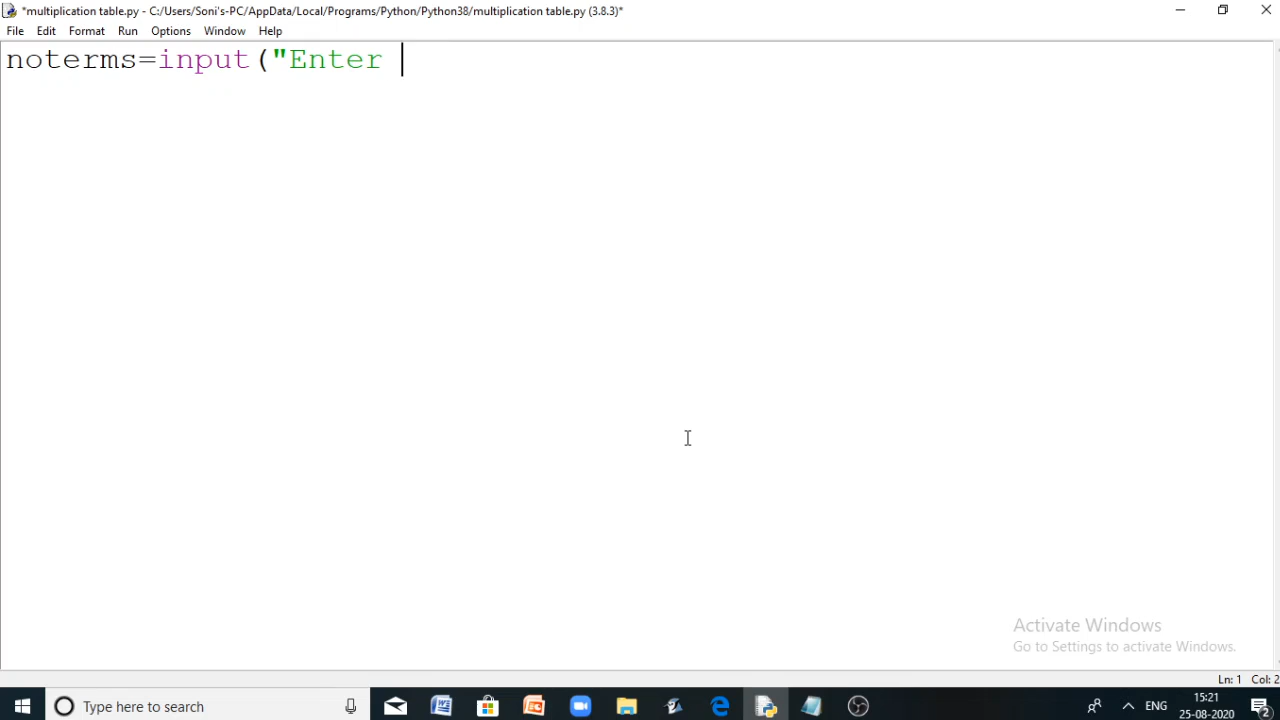 *multiplication table.py - C:/Users/Soni's-PC/AppData/Local/Programs/Python/Python38/multiplication table.py (3.8.3)*
File Edit Format Run Options Window Help
noterms=input("Enter
Activate Windows
Go to Settings to activate Windows.
Ln: 1 Col: 2
Type here to search
ENG
15:21
25-08-2020
2